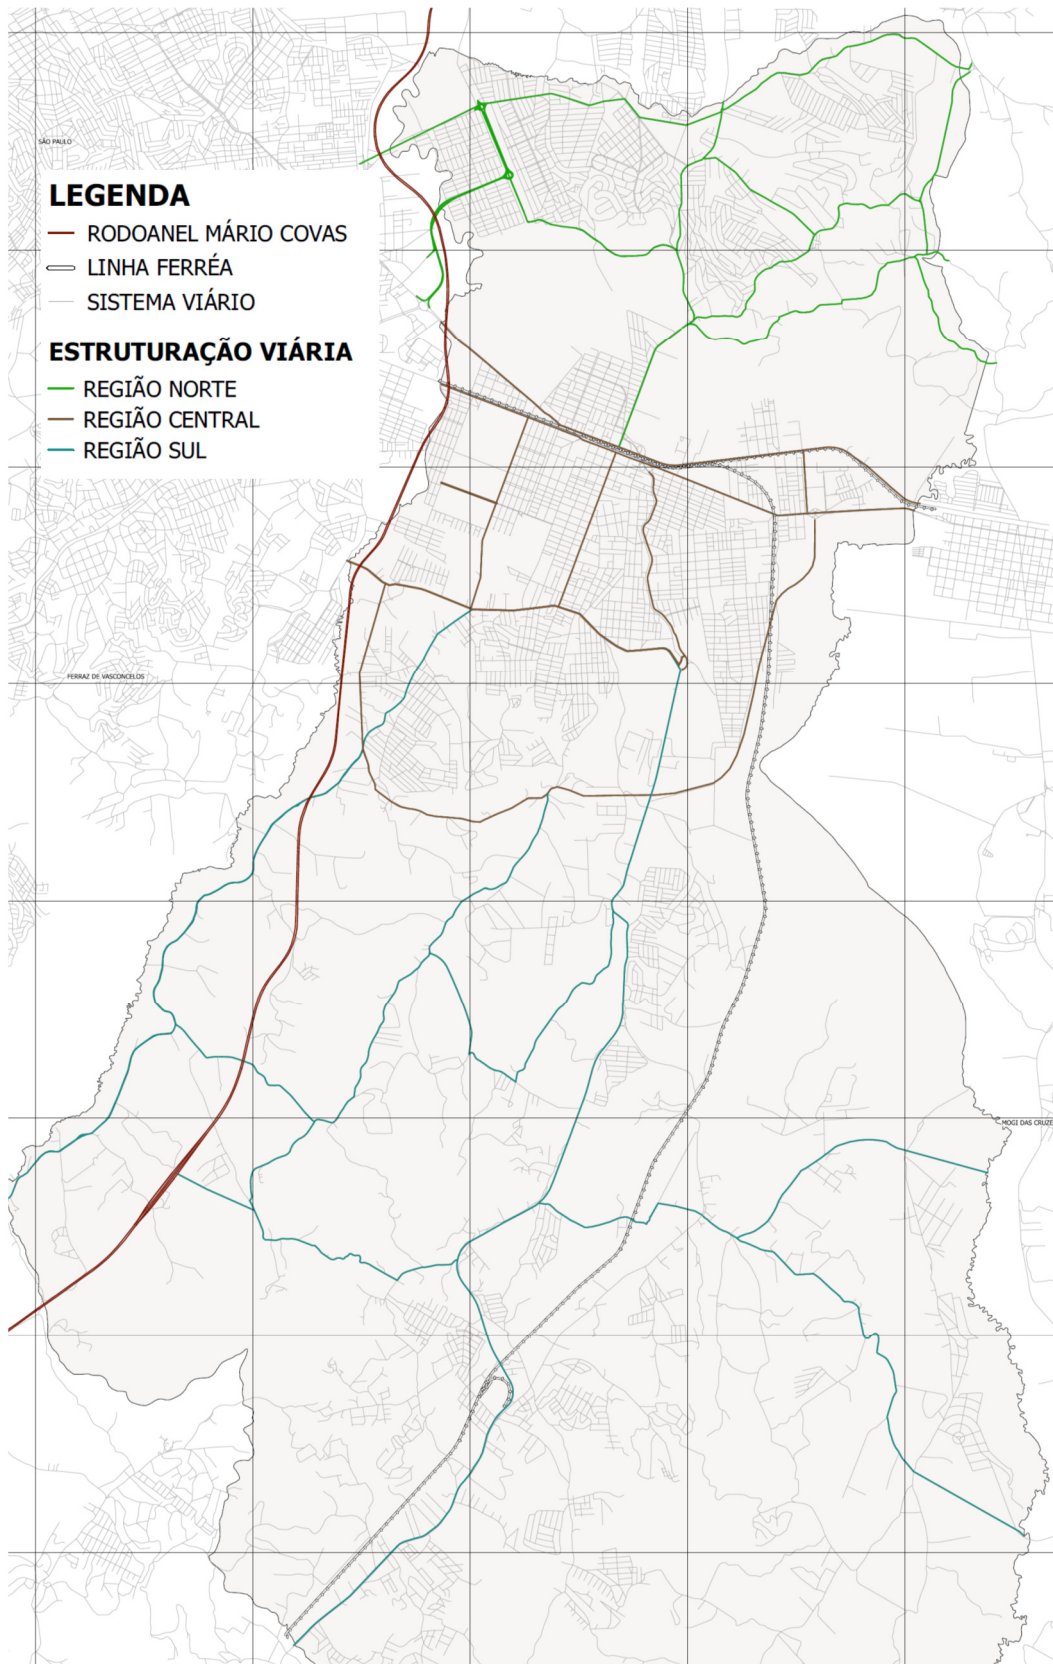 SÃO PAULO
LEGENDA
RODOANEL MÁRIO COVAS
LINHA FERRÉA
SISTEMA VIÁRIO
ESTRUTURAÇÃO VIÁRIA
REGIÃO NORTE
REGIÃO CENTRAL
REGIÃO SUL
FERRAZ DE VASCONCELOS
MOGI DAS CRUZE